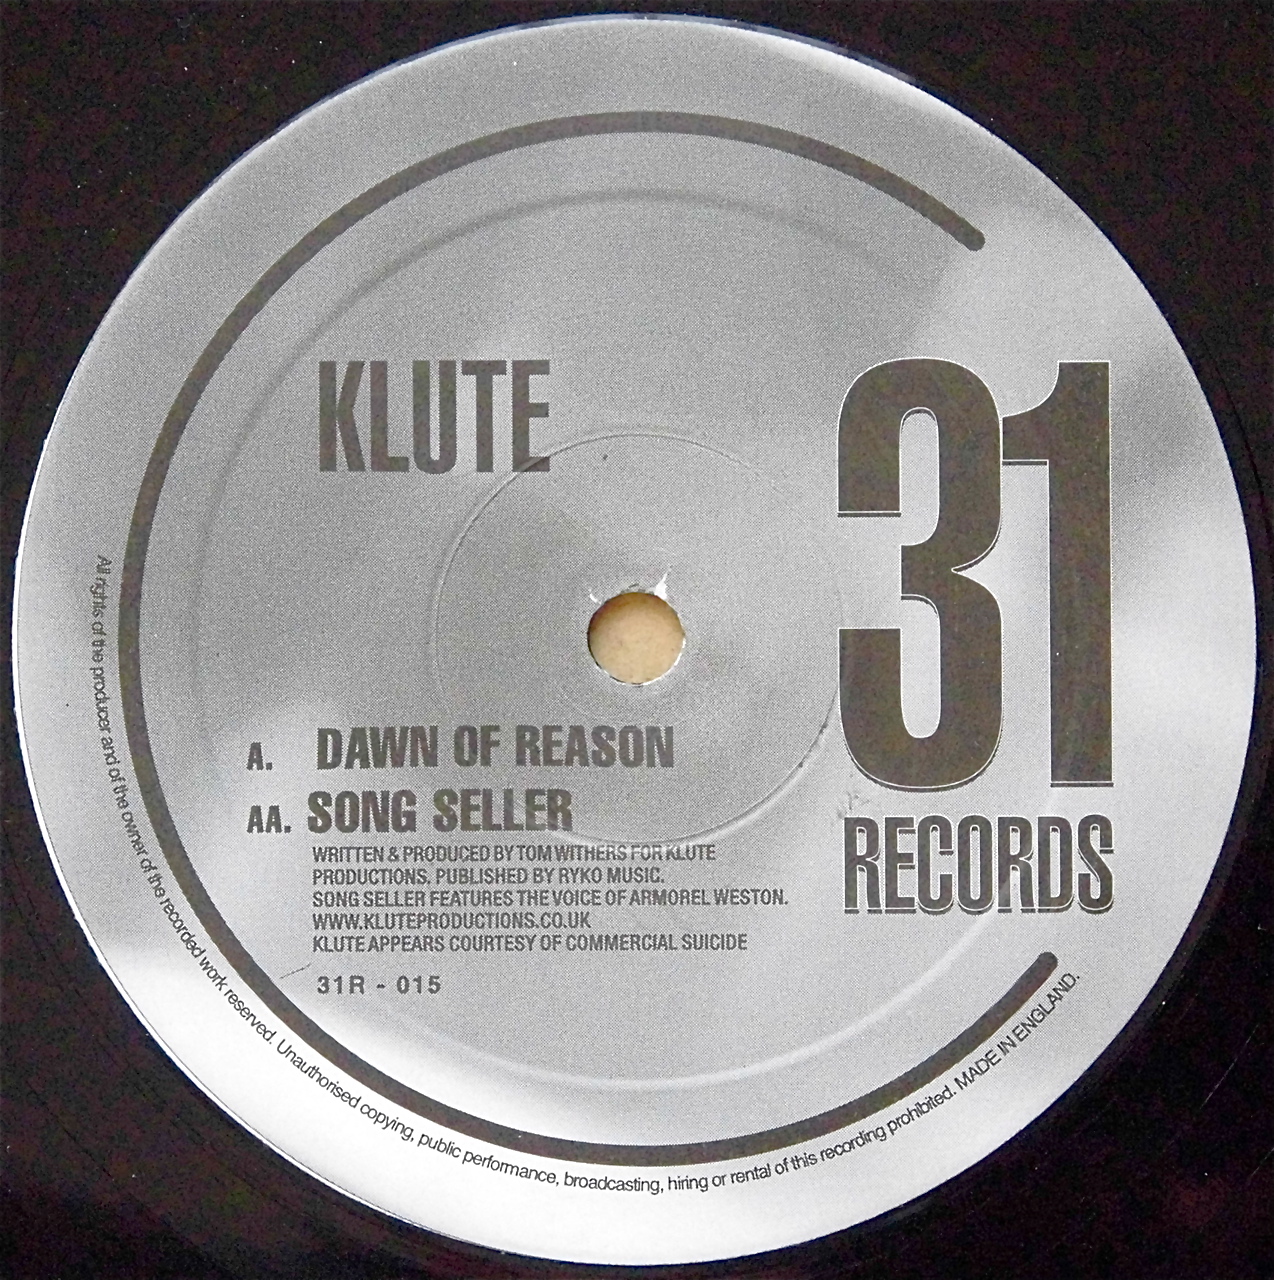 KLUTE
31
RECORDS
A. DAWN OF REASON
AA. SONG SELLER
WRITTEN & PRODUCED BY TOM WITHERS FOR KLUTE
PRODUCTIONS. PUBLISHED BY RYKO MUSIC.
SONG SELLER FEATURES THE VOICE OF ARMOREL WESTON.
WWW.KLUTEPRODUCTIONS.CO.UK
KLUTE APPEARS COURTESY OF COMMERCIAL SUICIDE
31R - 015
All rights of the producer and of the owner of the recorded work reserved. Unauthorised copying, public performance, broadcasting, hiring or rental of this recording prohibited. MADE IN ENGLAND.